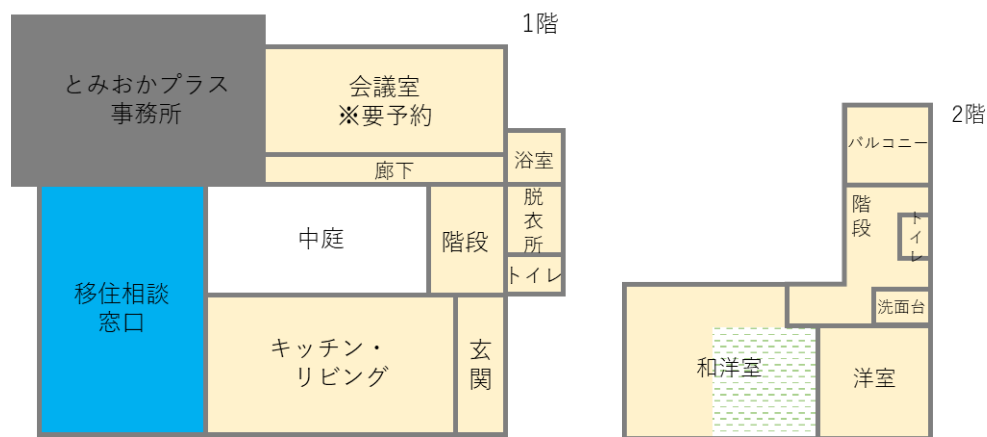 1階
とみおかプラス
事務所
会議室
※要予約
廊下
浴室
脱
衣
所
トイレ
中庭
階段
移住相談
窓口
キッチン・
リビング
玄
関
2階
バルコニー
階
段
ト
イ
レ
洗面台
和洋室
洋室